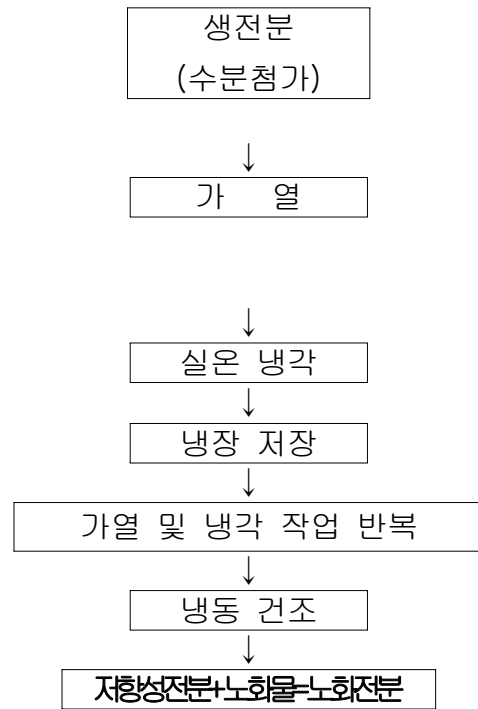 생전분
(수분첨가)
↓
가 열
↓
실온 냉각
↓
냉장 저장
↓
가열 및 냉각 작업 반복
↓
냉동 건조
↓
저항성전분+노화물=노화전분